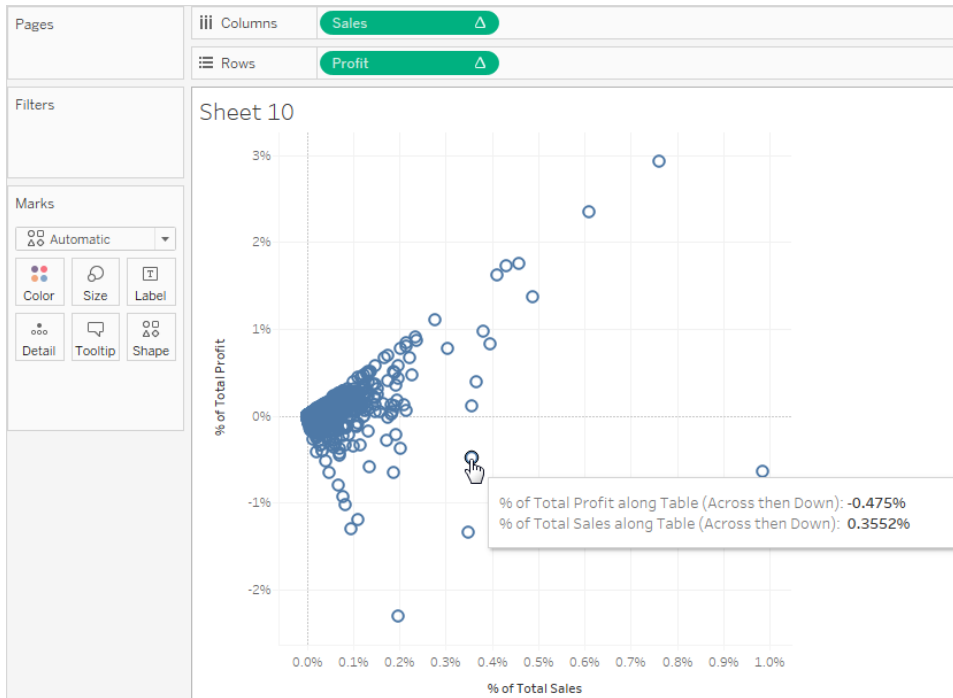 Pages
Columns Sales Δ
Rows Profit Δ
Filters
Marks
Automatic
Color Size Label
Detail Tooltip Shape
Sheet 10
3%
2%
1%
0%
-1%
-2%
% of Total Profit
% of Total Profit along Table (Across then Down): -0.475%
% of Total Sales along Table (Across then Down): 0.3552%
0.0% 0.1% 0.2% 0.3% 0.4% 0.5% 0.6% 0.7% 0.8% 0.9% 1.0%
% of Total Sales